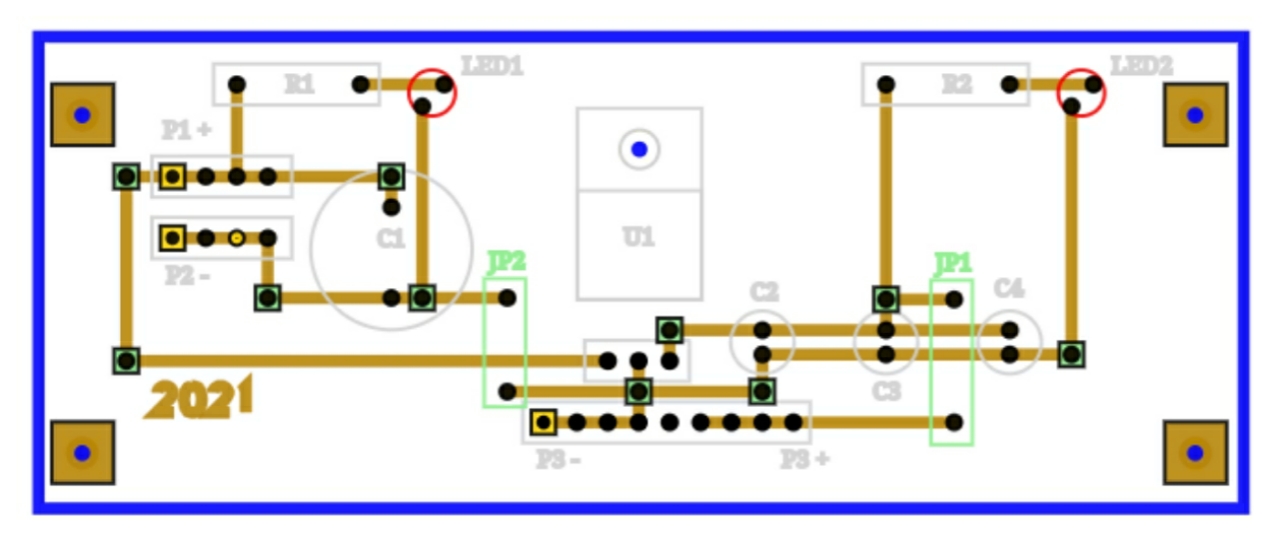 LED1
LED2
R1
R2
P1 +
C1
U1
P2 -
JP2
JP1
C2
C4
2021
C3
P3 -
P3 +